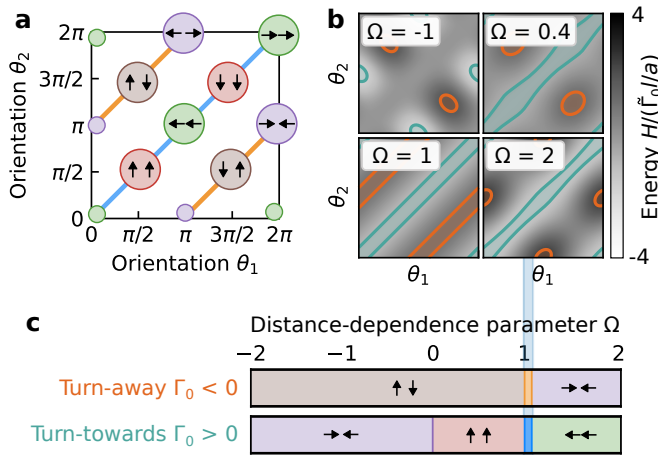 a
Orientation θ₂
2π
3π/2
π
π/2
0
0 π/2 π 3π/2 2π
Orientation θ₁
b
Ω = -1
Ω = 0.4
Ω = 1
Ω = 2
θ₂
θ₂
θ₁ θ₁
4
-4
Energy H/(Γ̃₀I/a)
c
Distance-dependence parameter Ω
−2 −1 0 1 2
Turn-away Γ₀ < 0
Turn-towards Γ₀ > 0